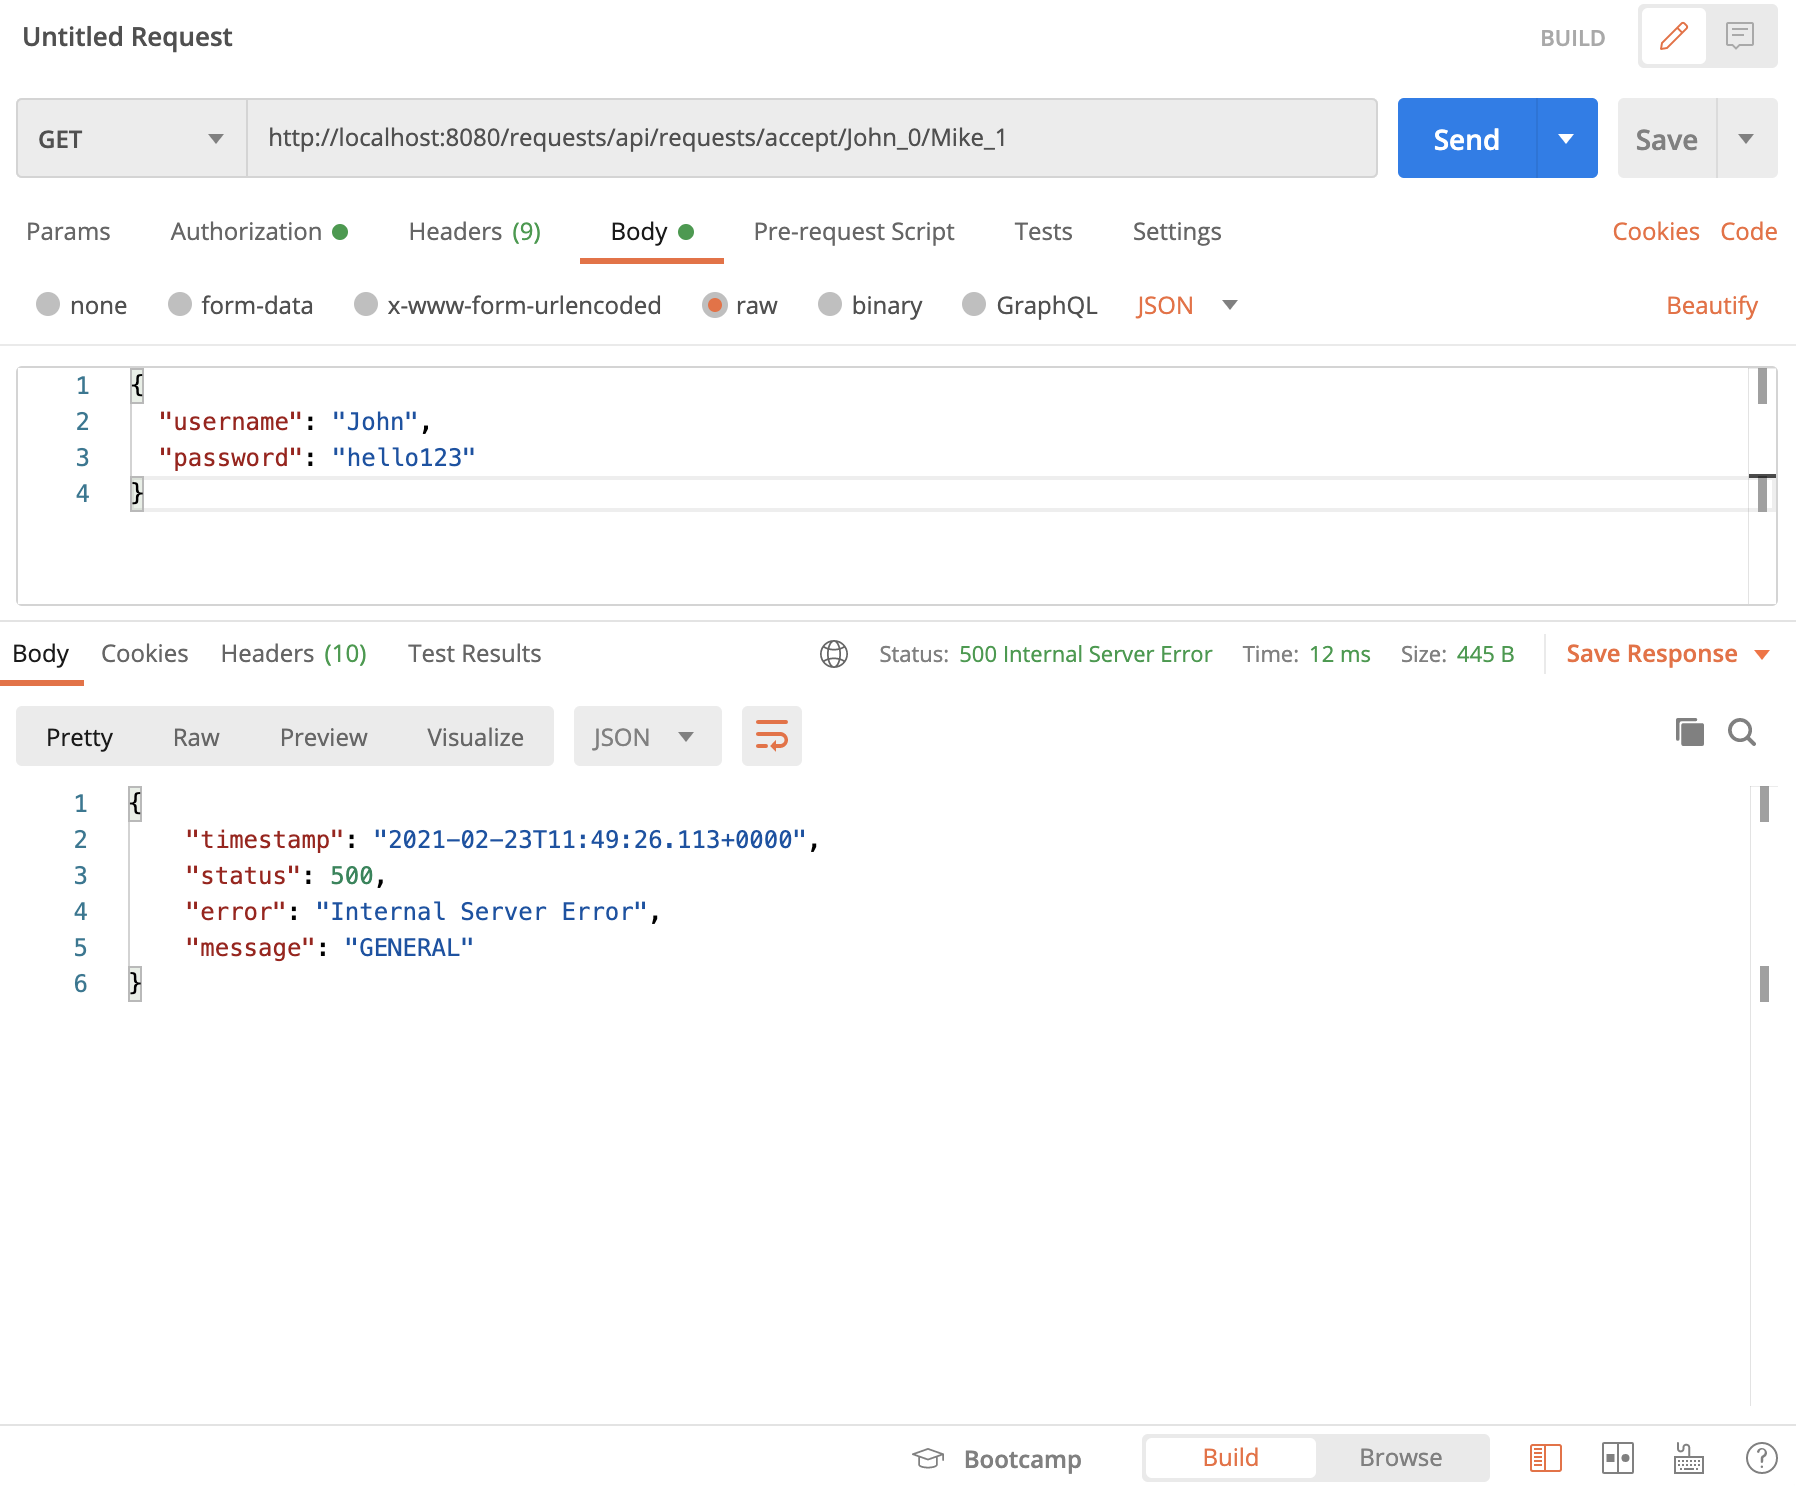 Untitled Request
BUILD
GET
http://localhost:8080/requests/api/requests/accept/John_0/Mike_1
Send
Save
Params
Authorization
Headers (9)
Body
Pre-request Script
Tests
Settings
Cookies
Code
none
form-data
x-www-form-urlencoded
raw
binary
GraphQL
JSON
Beautify
1 {
2 "username": "John",
3 "password": "hello123"
4 }
Body
Cookies
Headers (10)
Test Results
Status: 500 Internal Server Error
Time: 12 ms
Size: 445 B
Save Response
Pretty
Raw
Preview
Visualize
JSON
1 {
2 "timestamp": "2021-02-23T11:49:26.113+0000",
3 "status": 500,
4 "error": "Internal Server Error",
5 "message": "GENERAL"
6 }
Bootcamp
Build
Browse
?